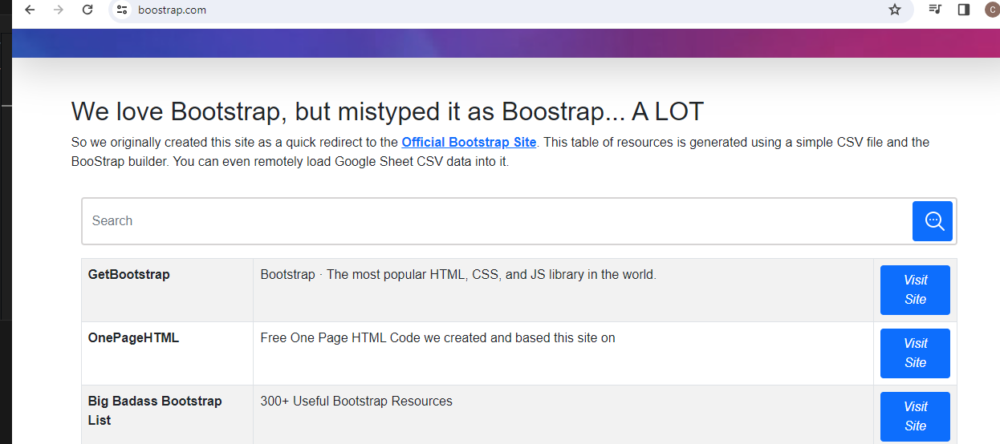 boostrap.com
C
We love Bootstrap, but mistyped it as Boostrap... A LOT
So we originally created this site as a quick redirect to the Official Bootstrap Site. This table of resources is generated using a simple CSV file and the
BooStrap builder. You can even remotely load Google Sheet CSV data into it.
Search
GetBootstrap
Bootstrap · The most popular HTML, CSS, and JS library in the world.
Visit
Site
OnePageHTML
Free One Page HTML Code we created and based this site on
Visit
Site
Big Badass Bootstrap
List
300+ Useful Bootstrap Resources
Visit
Site